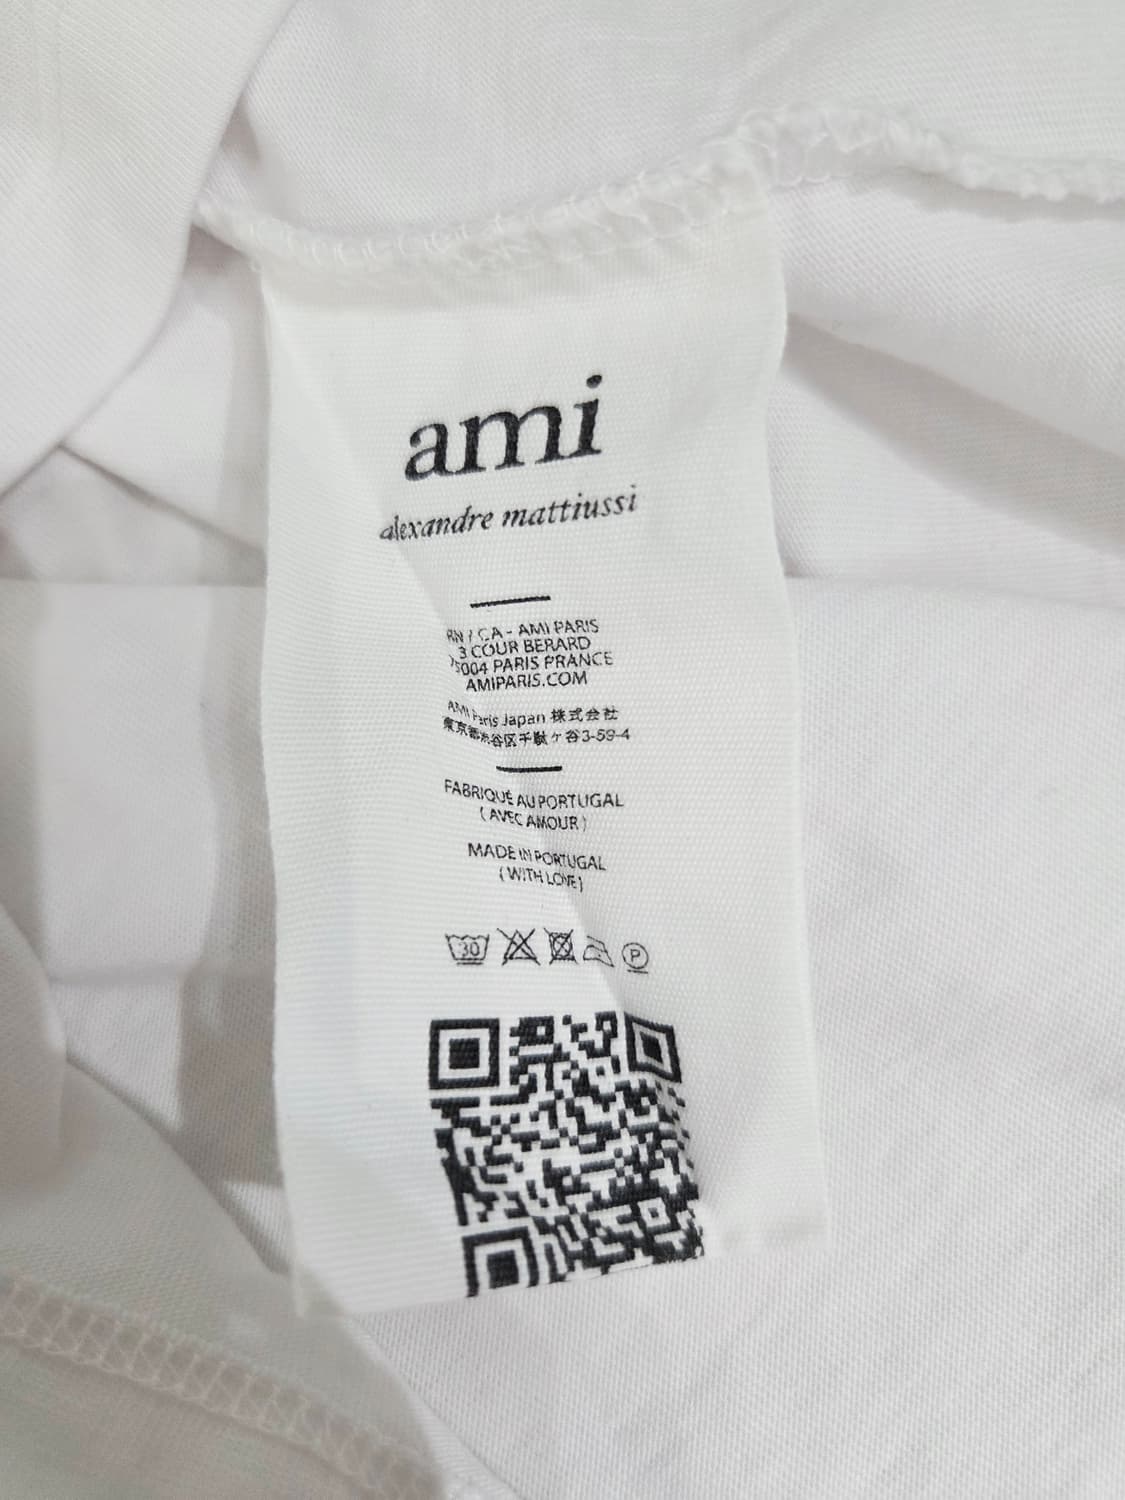 ami
alexandre mattiussi
RN / CA - AMI PARIS
3 COUR BERARD
75004 PARIS FRANCE
AMIPARIS.COM
AMI Paris Japan 株式会社
東京都渋谷区千駄ヶ谷3-59-4
FABRIQUÉ AU PORTUGAL
( AVEC AMOUR )
MADE IN PORTUGAL
( WITH LOVE )
30
P